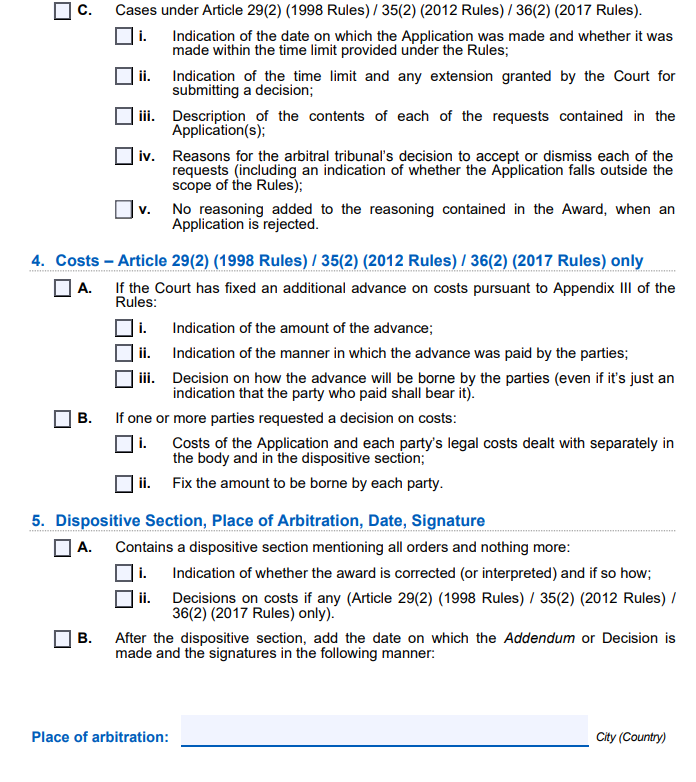 C. Cases under Article 29(2) (1998 Rules) / 35(2) (2012 Rules) / 36(2) (2017 Rules).
i. Indication of the date on which the Application was made and whether it was
made within the time limit provided under the Rules;
ii. Indication of the time limit and any extension granted by the Court for
submitting a decision;
iii. Description of the contents of each of the requests contained in the
Application(s);
iv. Reasons for the arbitral tribunal's decision to accept or dismiss each of the
requests (including an indication of whether the Application falls outside the
scope of the Rules);
v. No reasoning added to the reasoning contained in the Award, when an
Application is rejected.
4. Costs – Article 29(2) (1998 Rules) / 35(2) (2012 Rules) / 36(2) (2017 Rules) only
A. If the Court has fixed an additional advance on costs pursuant to Appendix III of the
Rules:
i. Indication of the amount of the advance;
ii. Indication of the manner in which the advance was paid by the parties;
iii. Decision on how the advance will be borne by the parties (even if it's just an
indication that the party who paid shall bear it).
B. If one or more parties requested a decision on costs:
i. Costs of the Application and each party's legal costs dealt with separately in
the body and in the dispositive section;
ii. Fix the amount to be borne by each party.
5. Dispositive Section, Place of Arbitration, Date, Signature
A. Contains a dispositive section mentioning all orders and nothing more:
i. Indication of whether the award is corrected (or interpreted) and if so how;
ii. Decisions on costs if any (Article 29(2) (1998 Rules) / 35(2) (2012 Rules) /
36(2) (2017 Rules) only).
B. After the dispositive section, add the date on which the Addendum or Decision is
made and the signatures in the following manner:
Place of arbitration: City (Country)